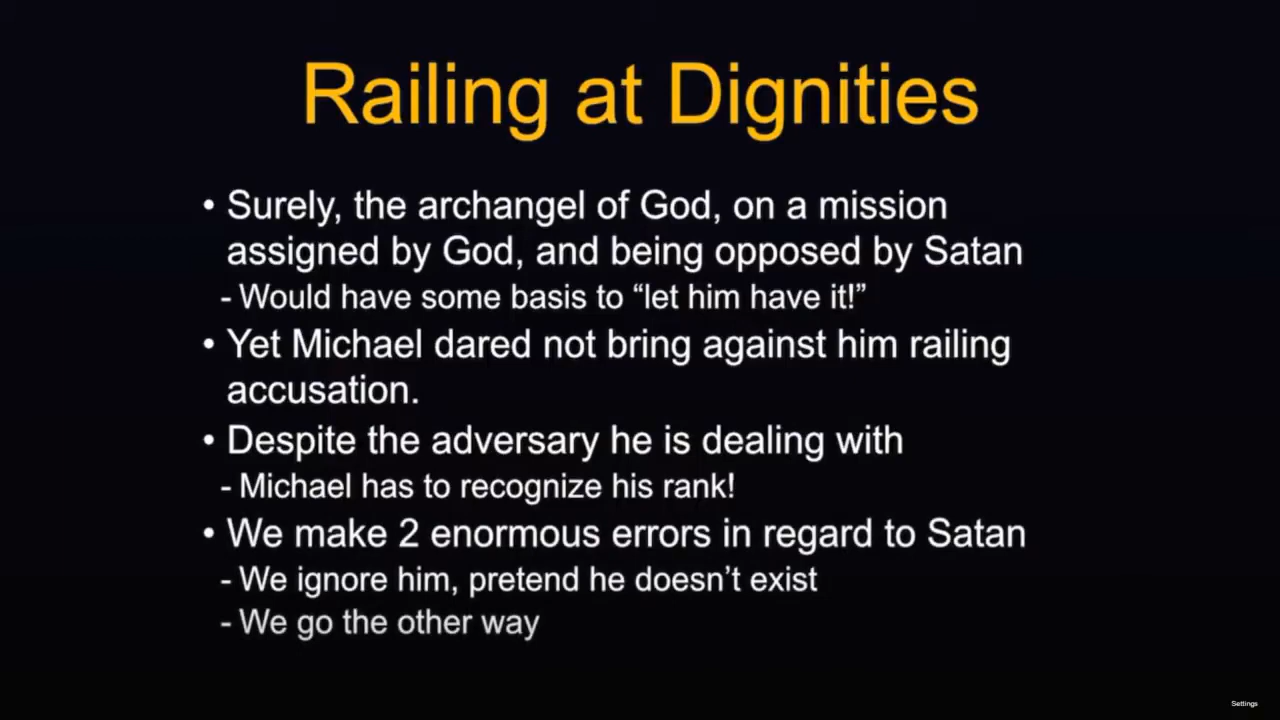 Railing at Dignities
• Surely, the archangel of God, on a mission
assigned by God, and being opposed by Satan
- Would have some basis to “let him have it!”
• Yet Michael dared not bring against him railing
accusation.
• Despite the adversary he is dealing with
- Michael has to recognize his rank!
• We make 2 enormous errors in regard to Satan
- We ignore him, pretend he doesn’t exist
- We go the other way
Settings